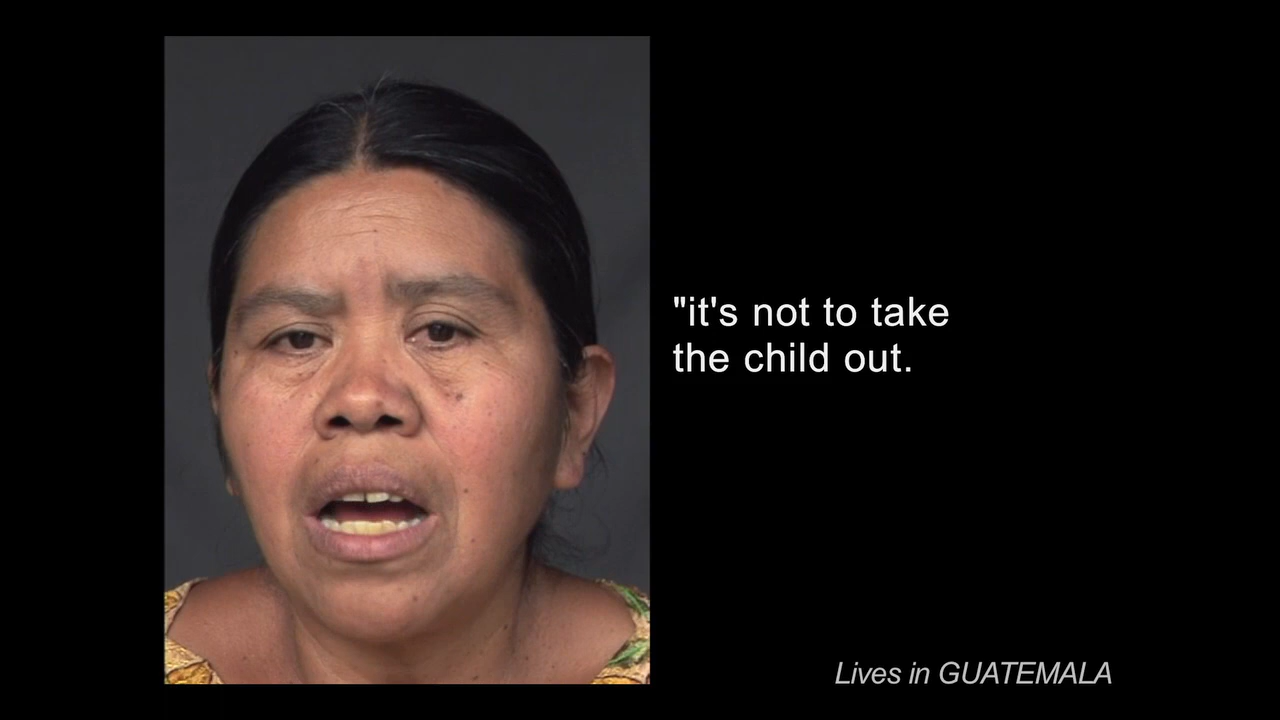 "it's not to take
the child out.
Lives in GUATEMALA